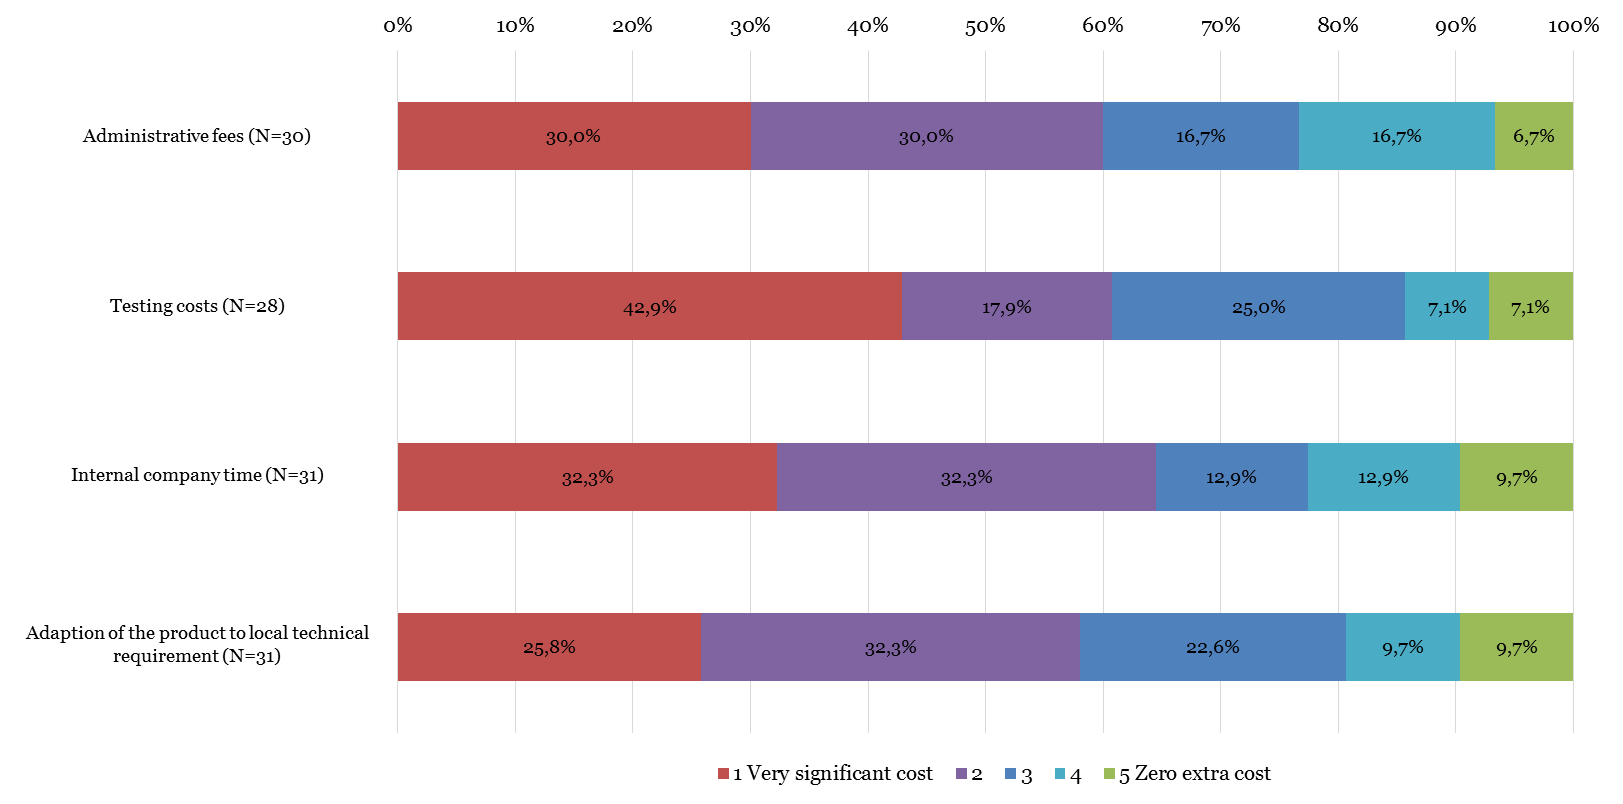 0% 10% 20% 30% 40% 50% 60% 70% 80% 90% 100%
Administrative fees (N=30)
30,0% 30,0% 16,7% 16,7% 6,7%
Testing costs (N=28)
42,9% 17,9% 25,0% 7,1% 7,1%
Internal company time (N=31)
32,3% 32,3% 12,9% 12,9% 9,7%
Adaption of the product to local technical
requirement (N=31)
25,8% 32,3% 22,6% 9,7% 9,7%
1 Very significant cost 2 3 4 5 Zero extra cost